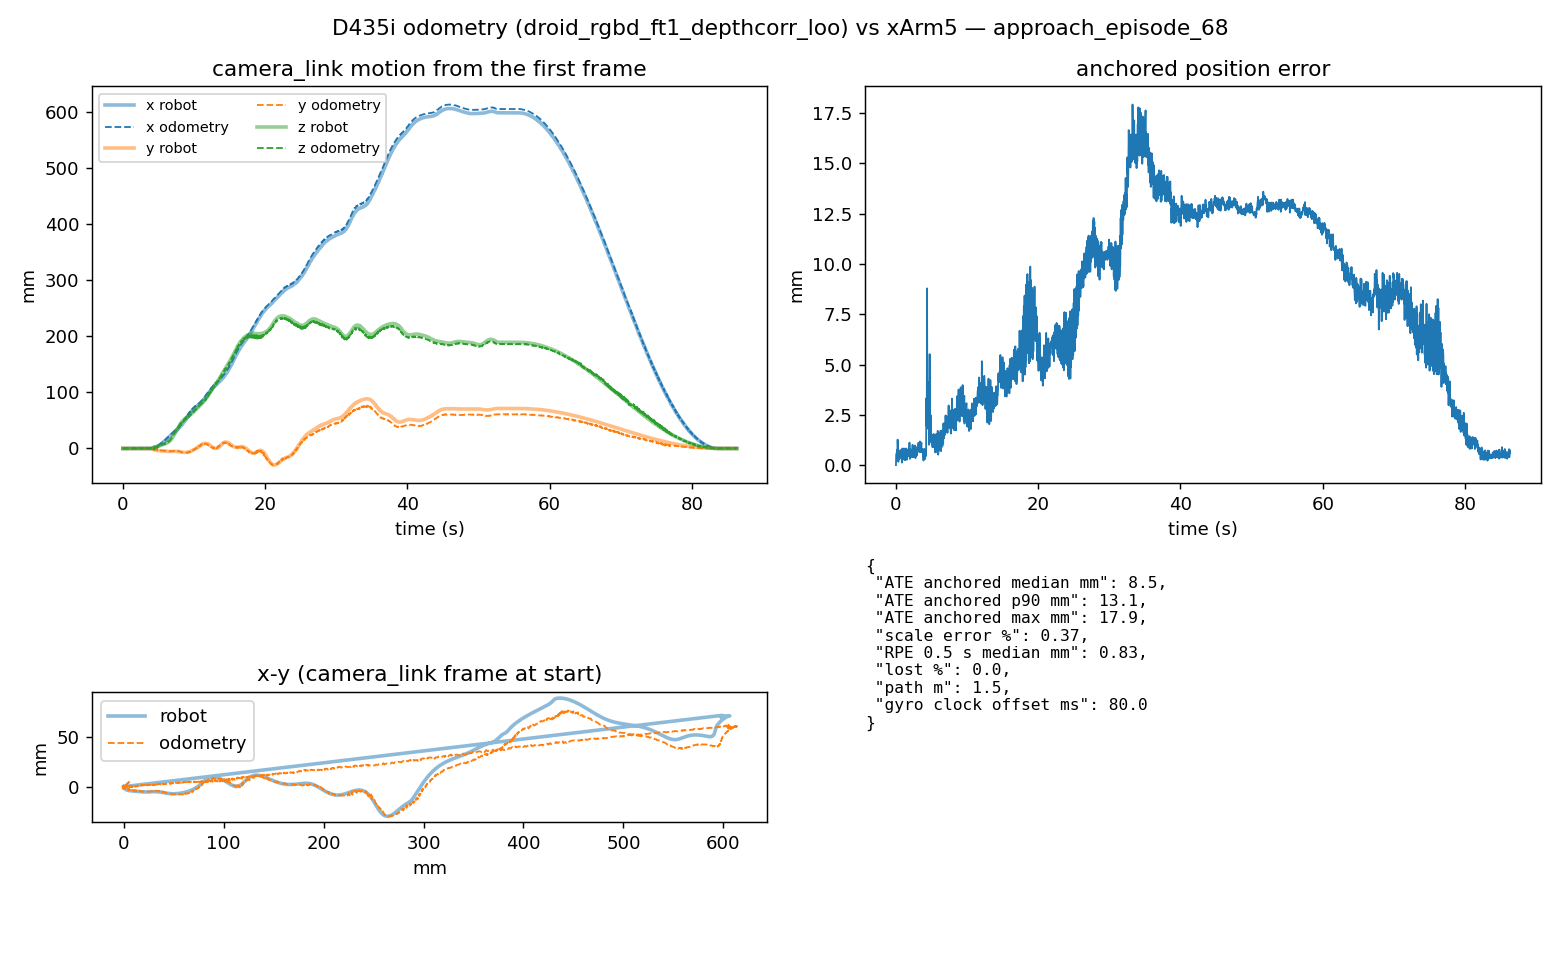 D435i odometry (droid_rgbd_ft1_depthcorr_loo) vs xArm5 — approach_episode_68
camera_link motion from the first frame
x robot
x odometry
y robot
y odometry
z robot
z odometry
600
500
400
300
200
100
0
mm
0
20
40
60
80
time (s)
anchored position error
17.5
15.0
12.5
10.0
7.5
5.0
2.5
0.0
mm
0
20
40
60
80
time (s)
x-y (camera_link frame at start)
robot
odometry
50
0
mm
0
100
200
300
400
500
600
mm
{
"ATE anchored median mm": 8.5,
"ATE anchored p90 mm": 13.1,
"ATE anchored max mm": 17.9,
"scale error %": 0.37,
"RPE 0.5 s median mm": 0.83,
"lost %": 0.0,
"path m": 1.5,
"gyro clock offset ms": 80.0
}